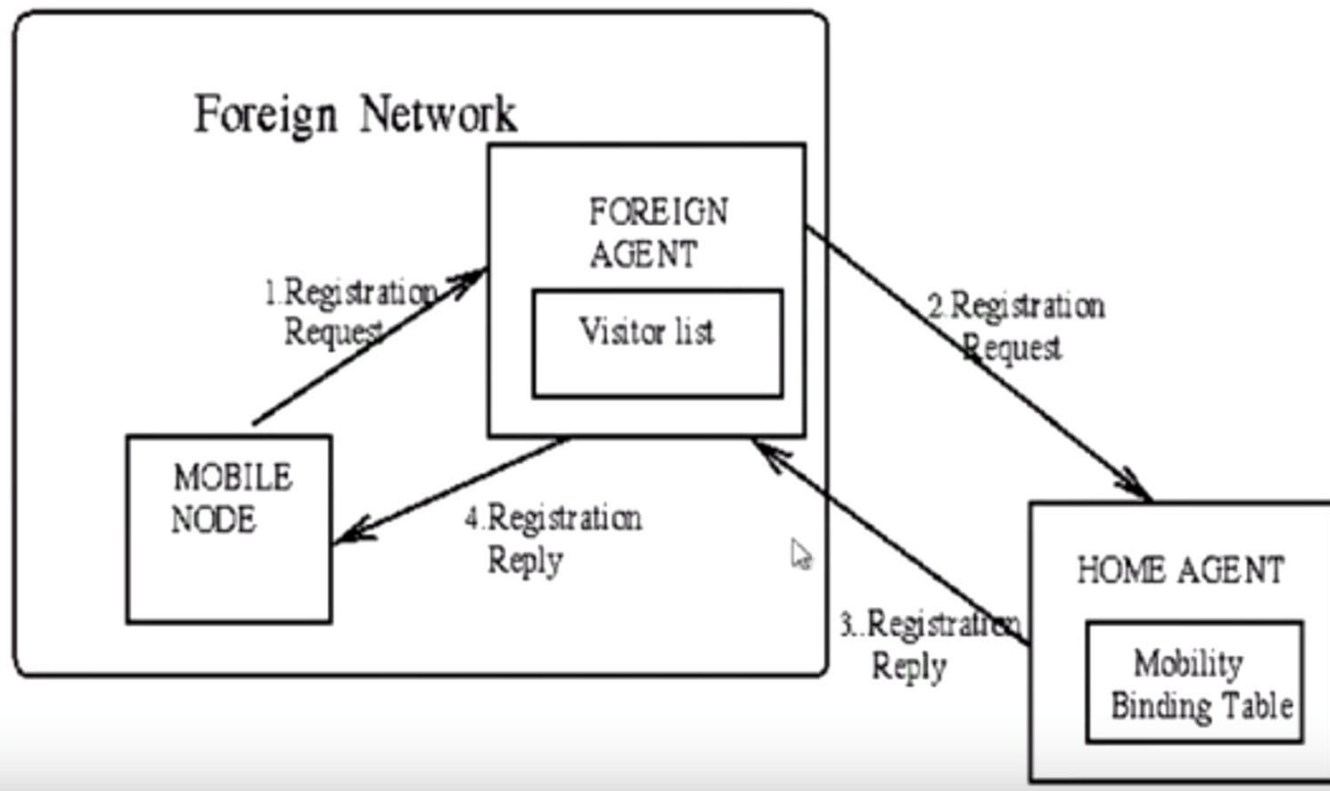 Foreign Network
FOREIGN
AGENT
Visitor list
1.Registration
Request
2.Registration
Request
MOBILE
NODE
4.Registration
Reply
HOME AGENT
3..Registration
Reply
Mobility
Binding Table